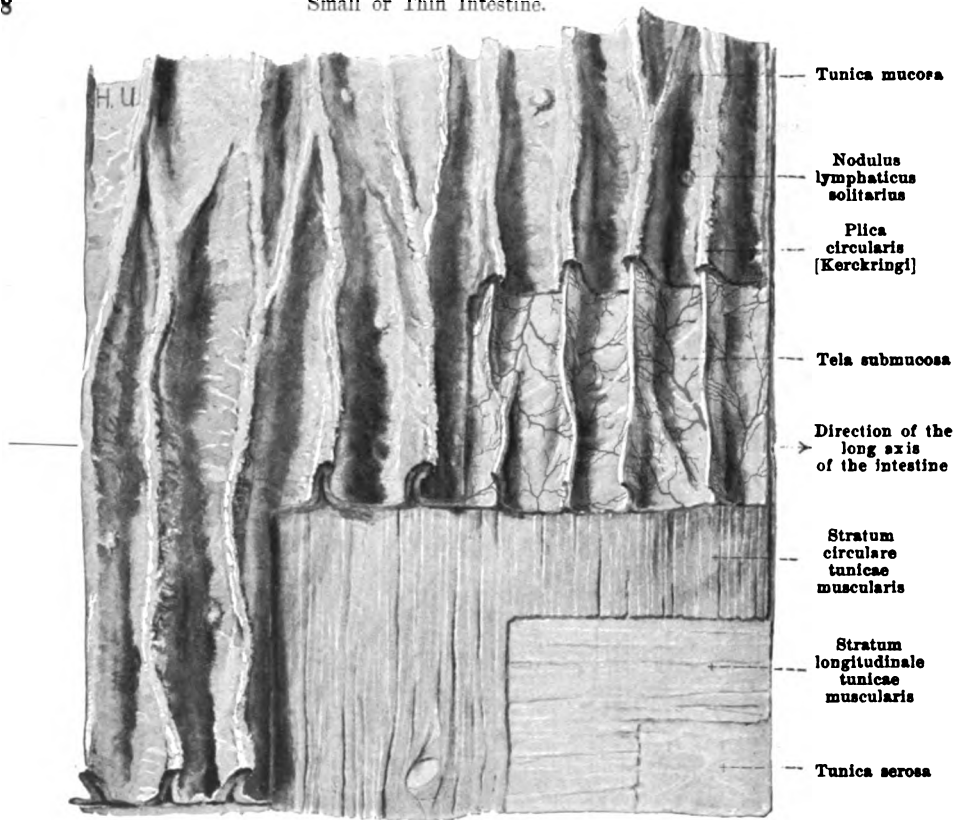 8
Small or Thin Intestine.
H. U.
Tunica mucosa
Nodulus
lymphaticus
solitarius
Plica
circularis
[Kerckringi]
Tela submucosa
Direction of the
long axis
of the intestine
Stratum
circulare
tunicae
muscularis
Stratum
longitudinale
tunicae
muscularis
Tunica serosa